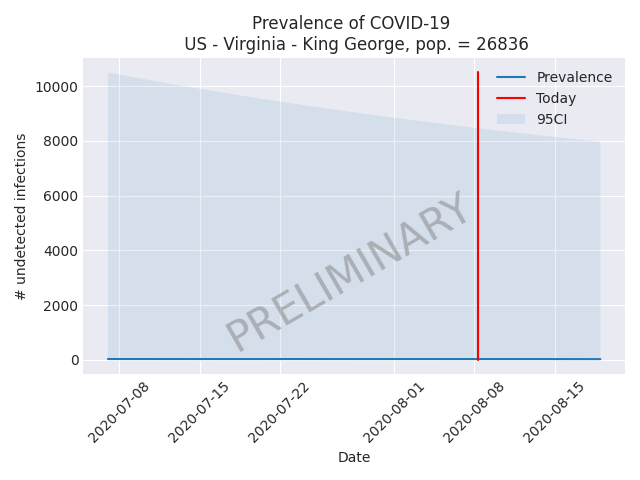 Prevalence of COVID-19
US - Virginia - King George, pop. = 26836
Prevalence
Today
95CI
# undetected infections
10000
8000
6000
4000
2000
0
PRELIMINARY
2020-07-08
2020-07-15
2020-07-22
2020-08-01
2020-08-08
2020-08-15
Date